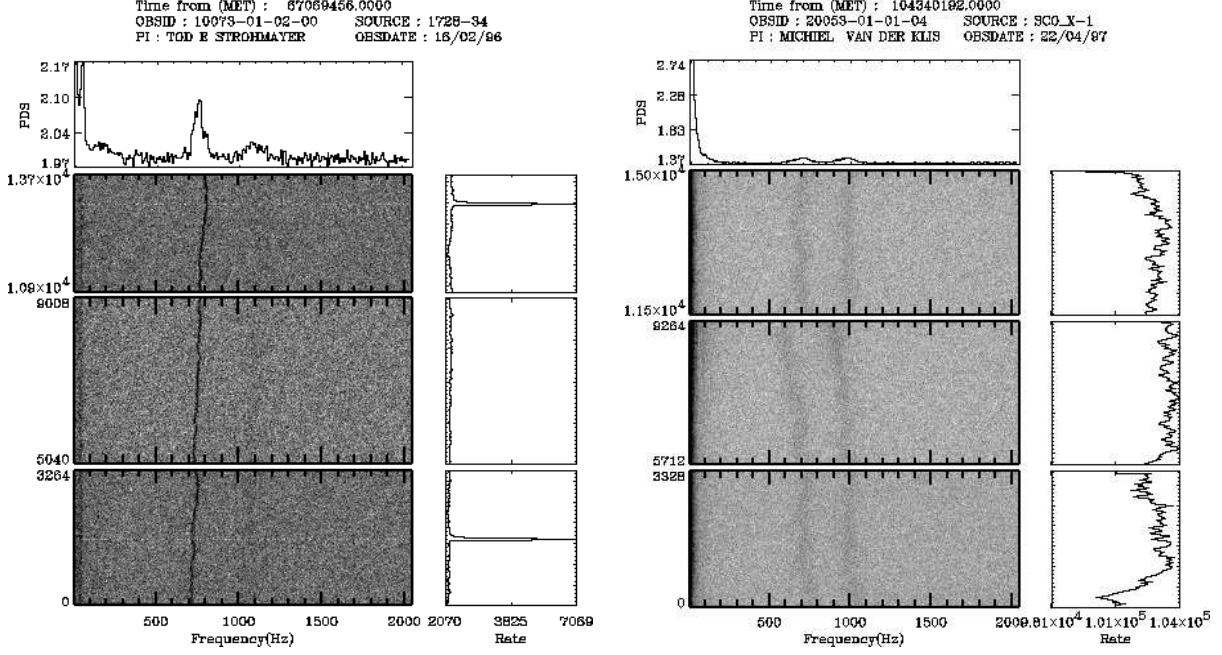 Time from (MET) : 67069456.0000
OBSID : 10073-01-02-00 SOURCE : 1728-34
PI : TOD E STROHMAYER OBSDATE : 16/02/96
2.17
2.10
2.04
1.97
PDS
1.37×10⁴
1.09×10⁴
9008
5040
3264
0
500 1000 1500 2000
Frequency(Hz)
2070 3825 7069
Rate
Time from (MET) : 104340192.0000
OBSID : 20053-01-01-04 SOURCE : SCO_X-1
PI : MICHIEL VAN DER KLIS OBSDATE : 22/04/97
2.74
2.28
1.83
1.37
PDS
1.50×10⁴
1.15×10⁴
9264
5712
3328
0
500 1000 1500
Frequency(Hz)
1.01×10⁵ 1.04×10⁵
Rate